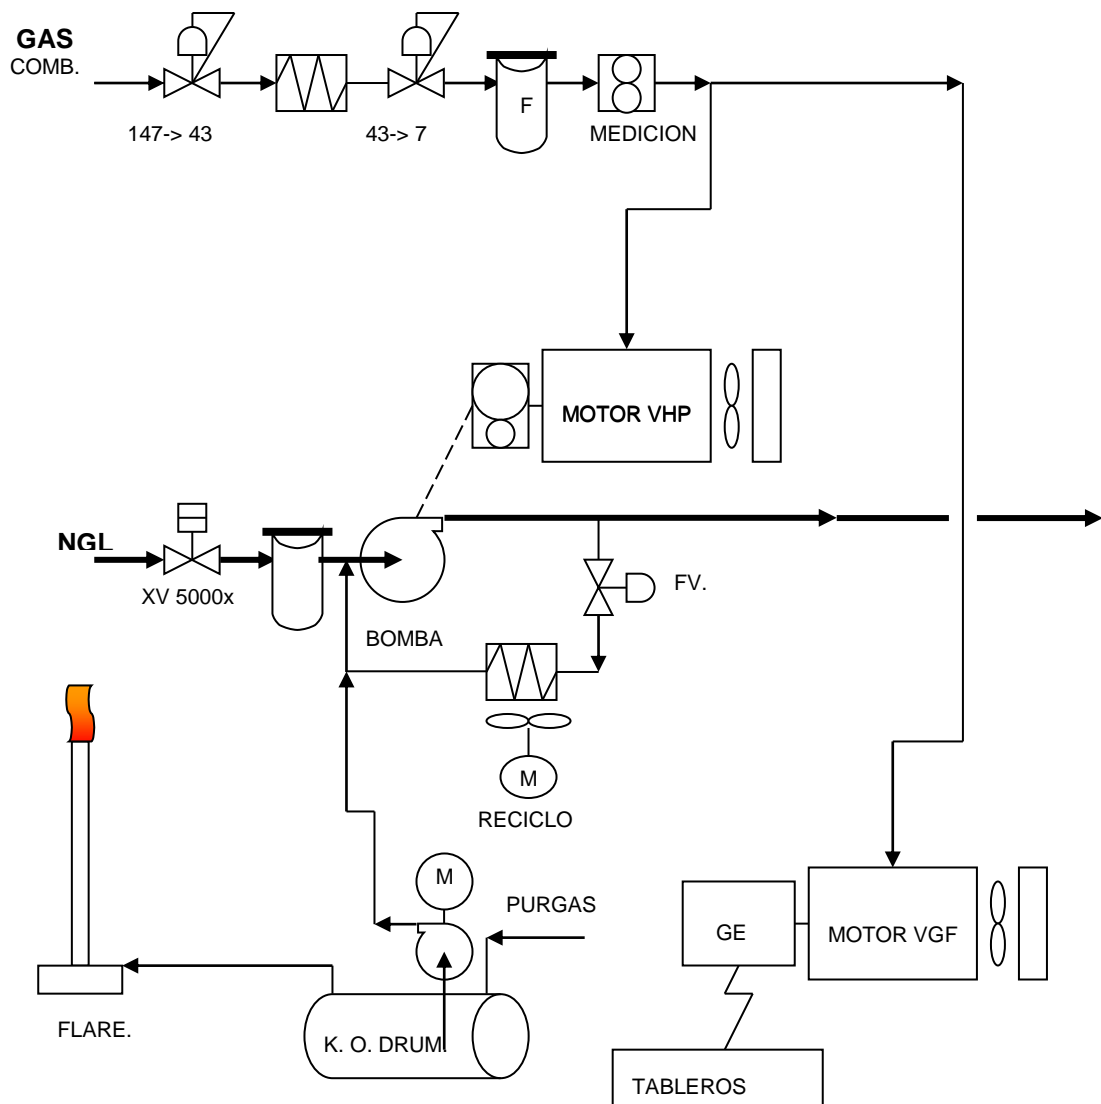 GAS
COMB.
147-> 43
43-> 7
F
MEDICION
MOTOR VHP
NGL
XV 5000x
BOMBA
FV.
M
RECICLO
M
PURGAS
GE
MOTOR VGF
FLARE.
K. O. DRUM
TABLEROS